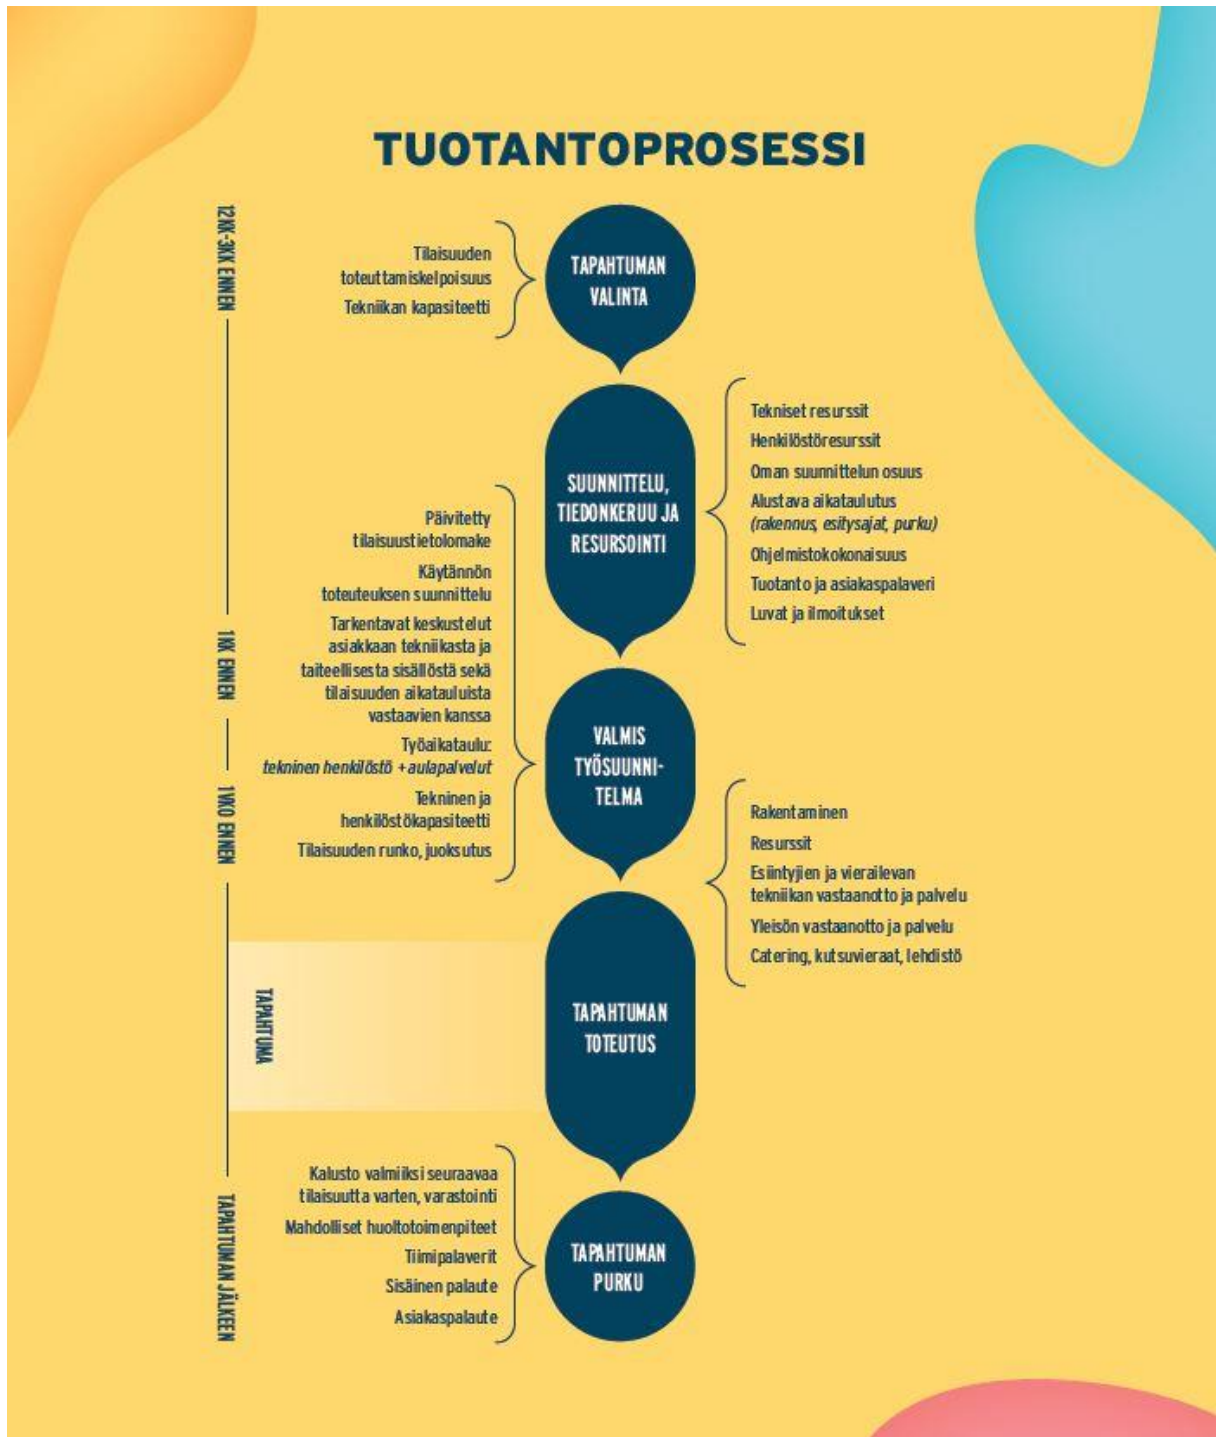 TUOTANTOPROSESSI
12KK-3KK ENNEN
Tilaisuuden
toteuttamiskelpoisuus
Tekniikan kapasiteetti
TAPAHTUMAN
VALINTA
SUUNNITTELU,
TIEDONKERUU JA
RESURSOINTI
Tekniset resurssit
Henkilöstöresurssit
Oman suunnittelun osuus
Alustava aikataulutus
(rakennus, esitysajat, purku)
Ohjelmistokokonaisuus
Tuotanto ja asiakaspalaveri
Luvat ja ilmoitukset
1KK ENNEN
Päivitetty
tilaisuustietolomake
Käytännön
toteuteuksen suunnittelu
Tarkentavat keskustelut
asiakkaan tekniikasta ja
taiteellisesta sisällöstä sekä
tilaisuuden aikatauluista
vastaavien kanssa
Työaikataulu:
tekninen henkilöstö + aulapalvelut
Tekninen ja
henkilöstökapasiteetti
Tilaisuuden runko, juoksutus
VALMIS
TYÖSUUNNI-
TELMA
1VKO ENNEN
Rakentaminen
Resurssit
Esiintyjien ja vierailevan
tekniikan vastaanotto ja palvelu
Yleisön vastaanotto ja palvelu
Catering, kutsuvieraat, lehdistö
TAPAHTUMA
TAPAHTUMAN
TOTEUTUS
TAPAHTUMAN JÄLKEEN
Kalusto valmiiksi seuraavaa
tilaisuutta varten, varastointi
Mahdolliset huoltotoimenpiteet
Tiimipalaverit
Sisäinen palaute
Asiakaspalaute
TAPAHTUMAN
PURKU